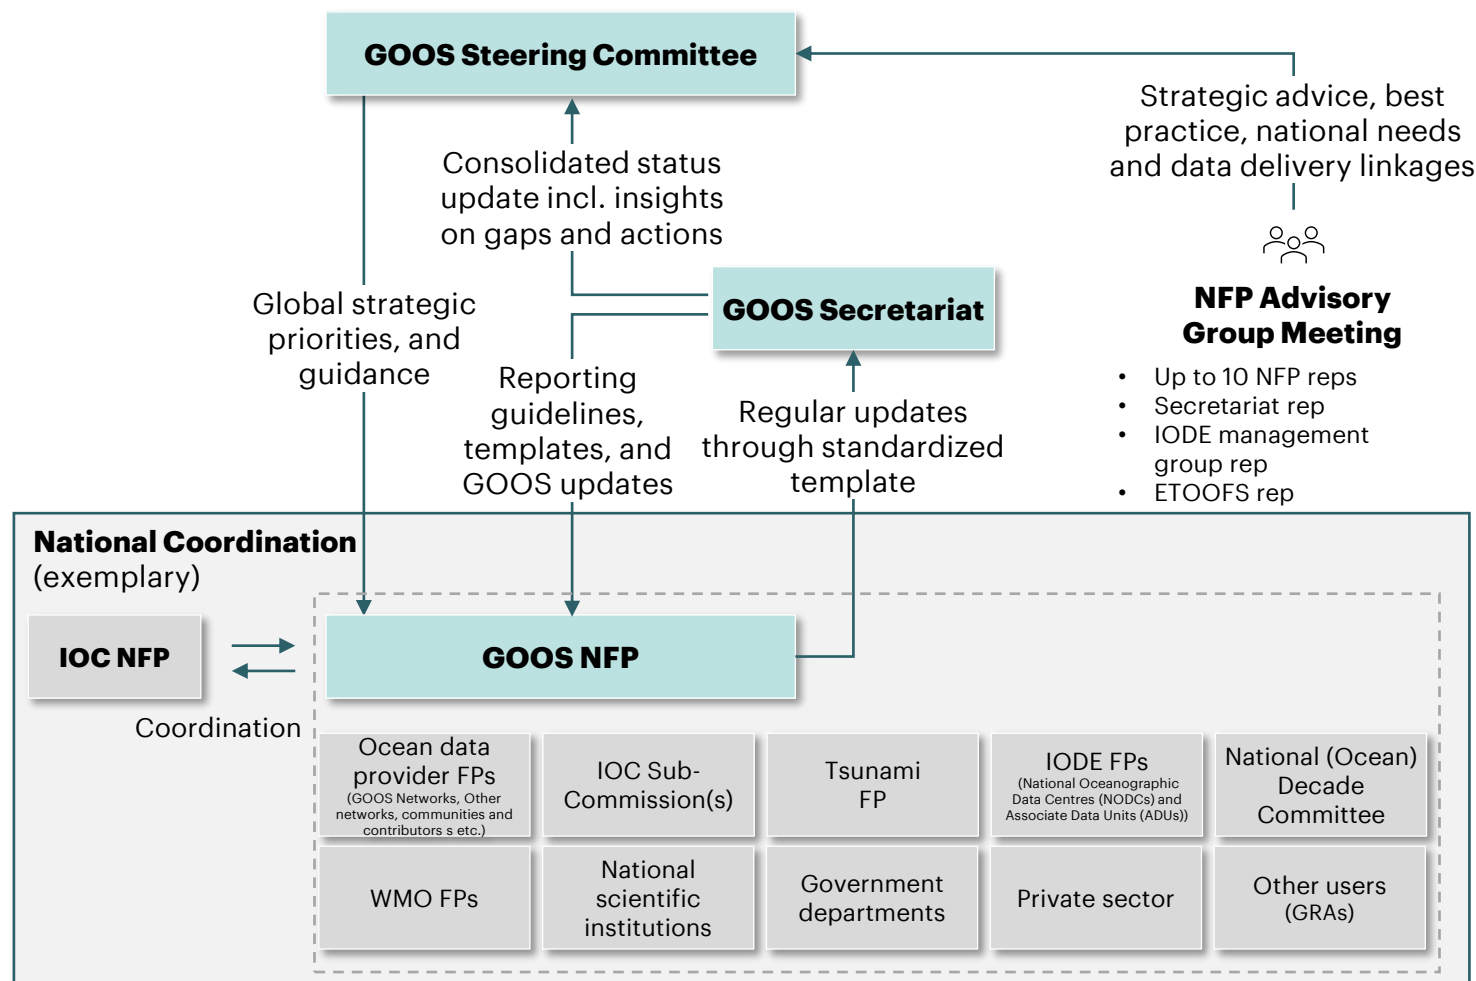 GOOS Steering Committee
Strategic advice, best
practice, national needs
and data delivery linkages
Consolidated status
update incl. insights
on gaps and actions
GOOS Secretariat
NFP Advisory
Group Meeting
• Up to 10 NFP reps
• Secretariat rep
• IODE management
group rep
• ETOOFS rep
Global strategic
priorities, and
guidance
Reporting
guidelines,
templates, and
GOOS updates
Regular updates
through standardized
template
National Coordination
(exemplary)
IOC NFP
GOOS NFP
Coordination
Ocean data
provider FPs
(GOOS Networks, Other
networks, communities and
contributors s etc.)
IOC Sub-
Commission(s)
Tsunami
FP
IODE FPs
(National Oceanographic
Data Centres (NODCs) and
Associate Data Units (ADUs))
National (Ocean)
Decade
Committee
WMO FPs
National
scientific
institutions
Government
departments
Private sector
Other users
(GRAs)